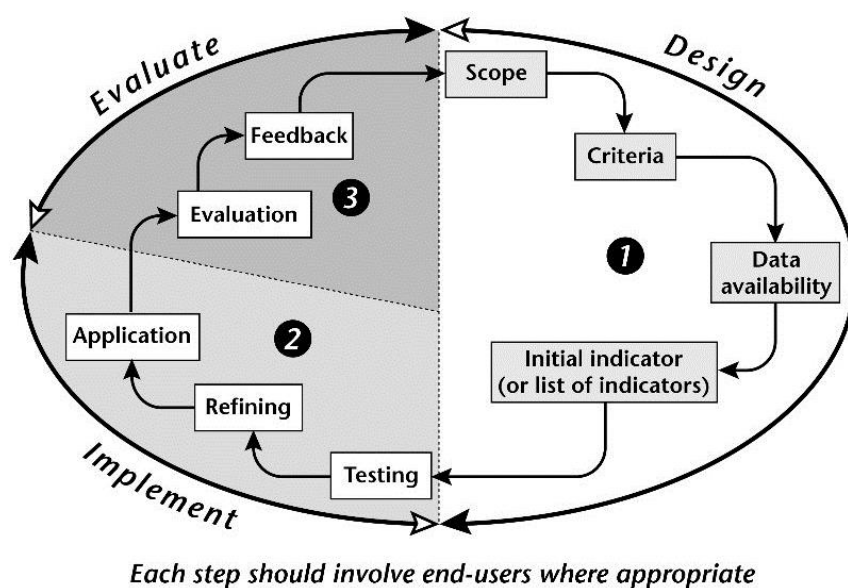 Evaluate
Design
Scope
Feedback
Criteria
Evaluation
3
1
Data
availability
Application
2
Initial indicator
(or list of indicators)
Refining
Testing
Implement
Each step should involve end-users where appropriate